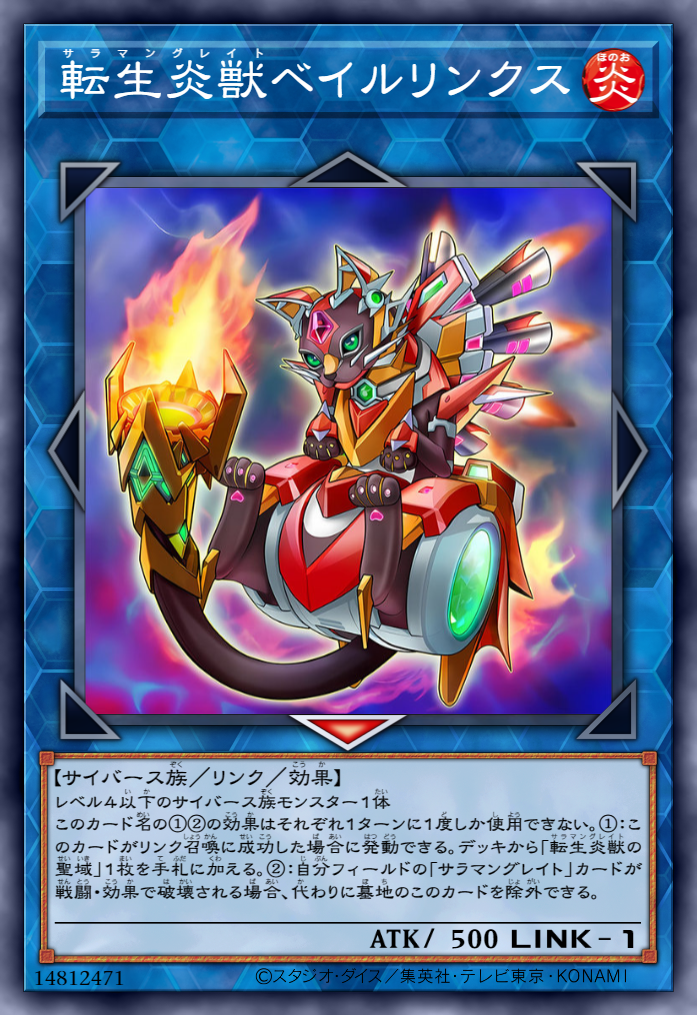 サラマングレイト
転生炎獣ベイルリンクス
ほのお
炎
【サイバース族／リンク／効果】
レベル４以下のサイバース族モンスター１体
このカード名の①②の効果はそれぞれ１ターンに１度しか使用できない。①：こ
のカードがリンク召喚に成功した場合に発動できる。デッキから「転生炎獣の
聖域」１枚を手札に加える。②：自分フィールドの「サラマングレイト」カードが
戦闘・効果で破壊される場合、代わりに墓地のこのカードを除外できる。
ATK/ 500 LINK-1
14812471 ©スタジオ・ダイス／集英社・テレビ東京・KONAMI